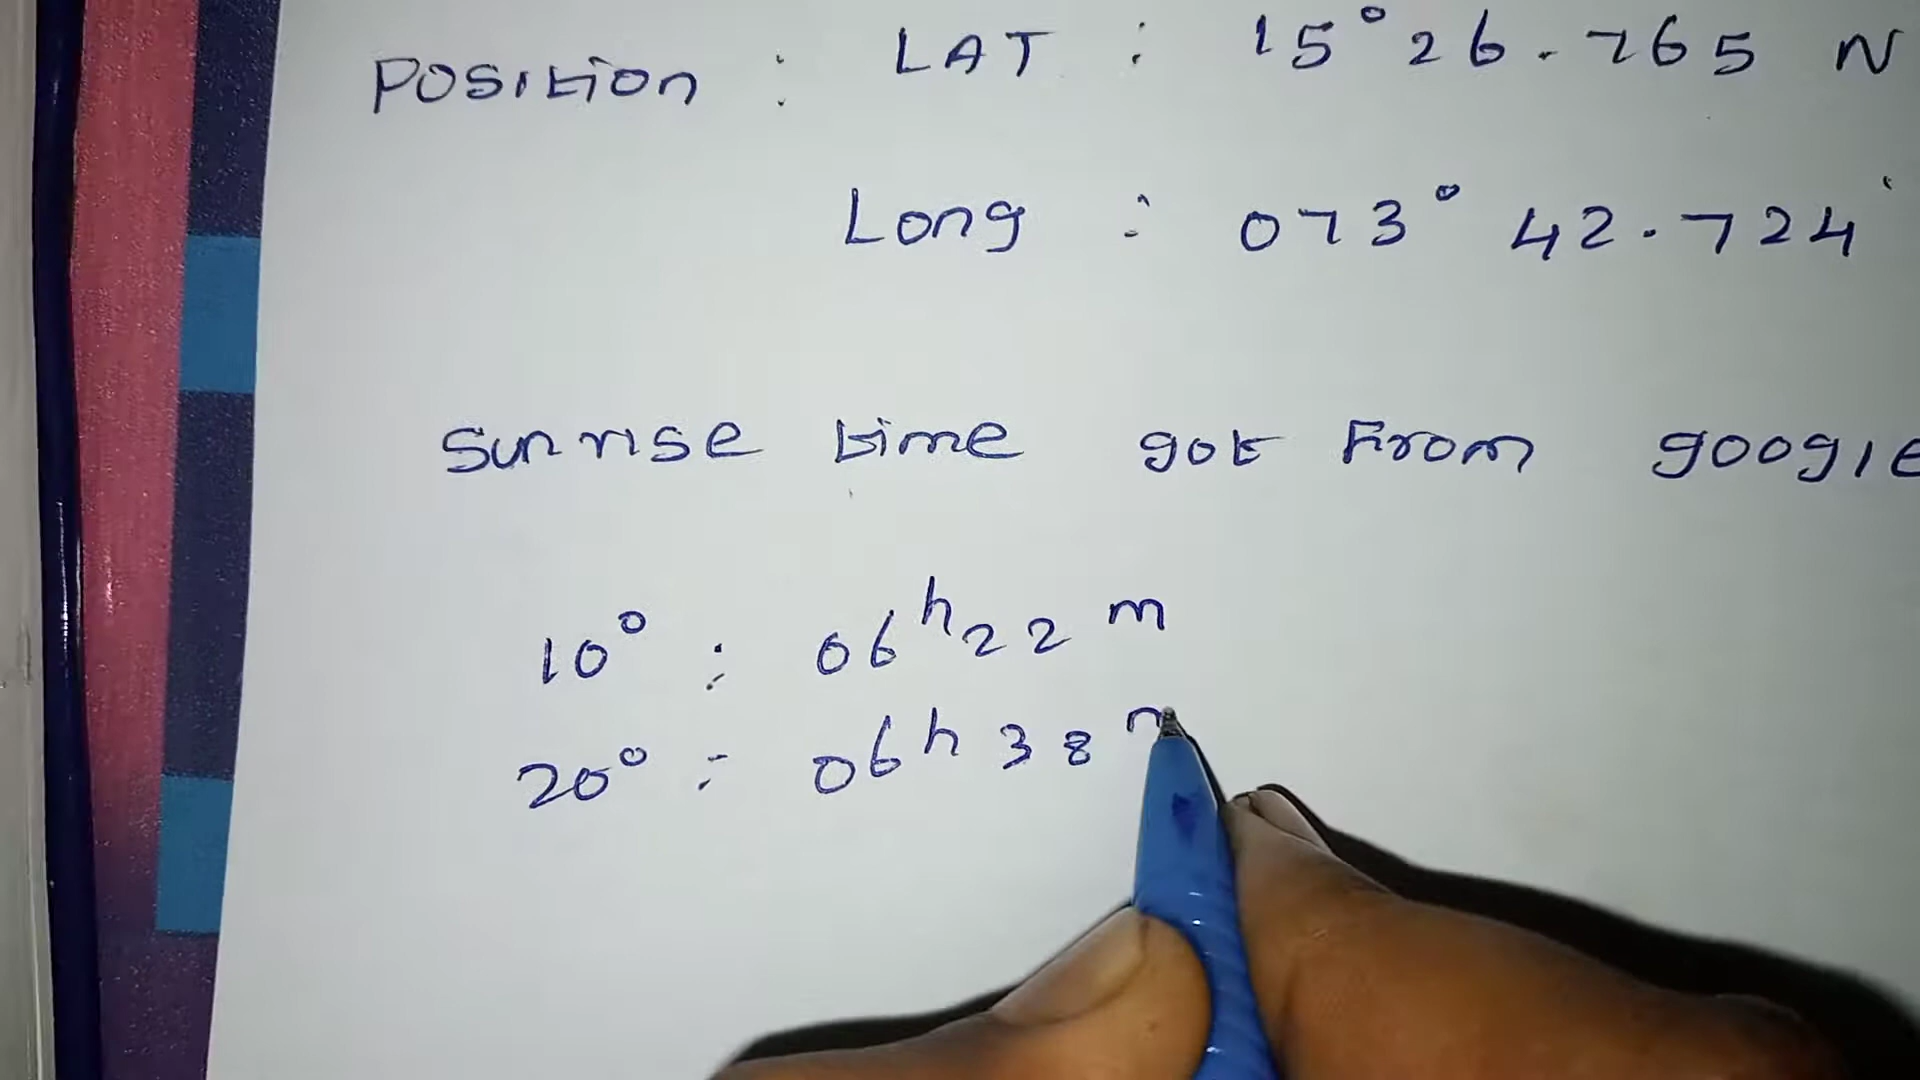 Position : LAT : 15° 26.765 N
Long : 073° 42.724'
Sunrise time got From google
10° : 06h 22m
20° : 06h 38m